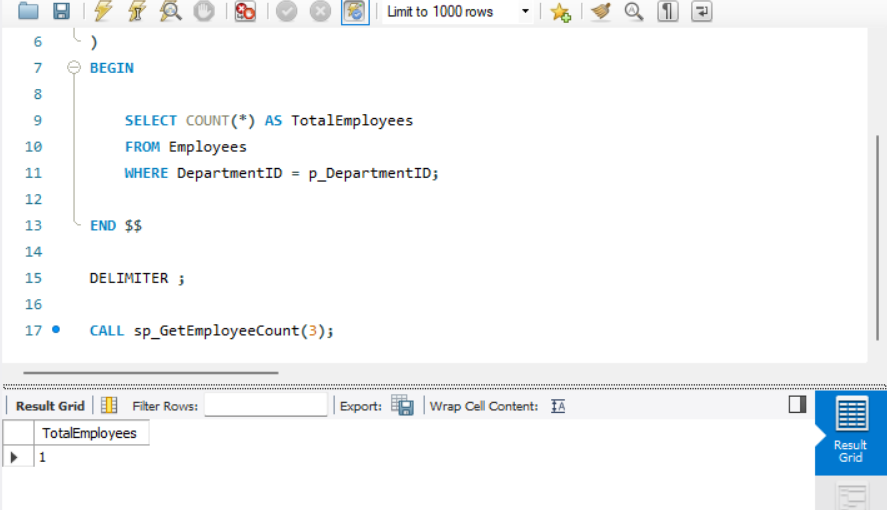 Limit to 1000 rows
6 )
7 BEGIN
8
9 SELECT COUNT(*) AS TotalEmployees
10 FROM Employees
11 WHERE DepartmentID = p_DepartmentID;
12
13 END $$
14
15 DELIMITER ;
16
17 CALL sp_GetEmployeeCount(3);
Result Grid Filter Rows: Export: Wrap Cell Content: IA
TotalEmployees
1
Result
Grid